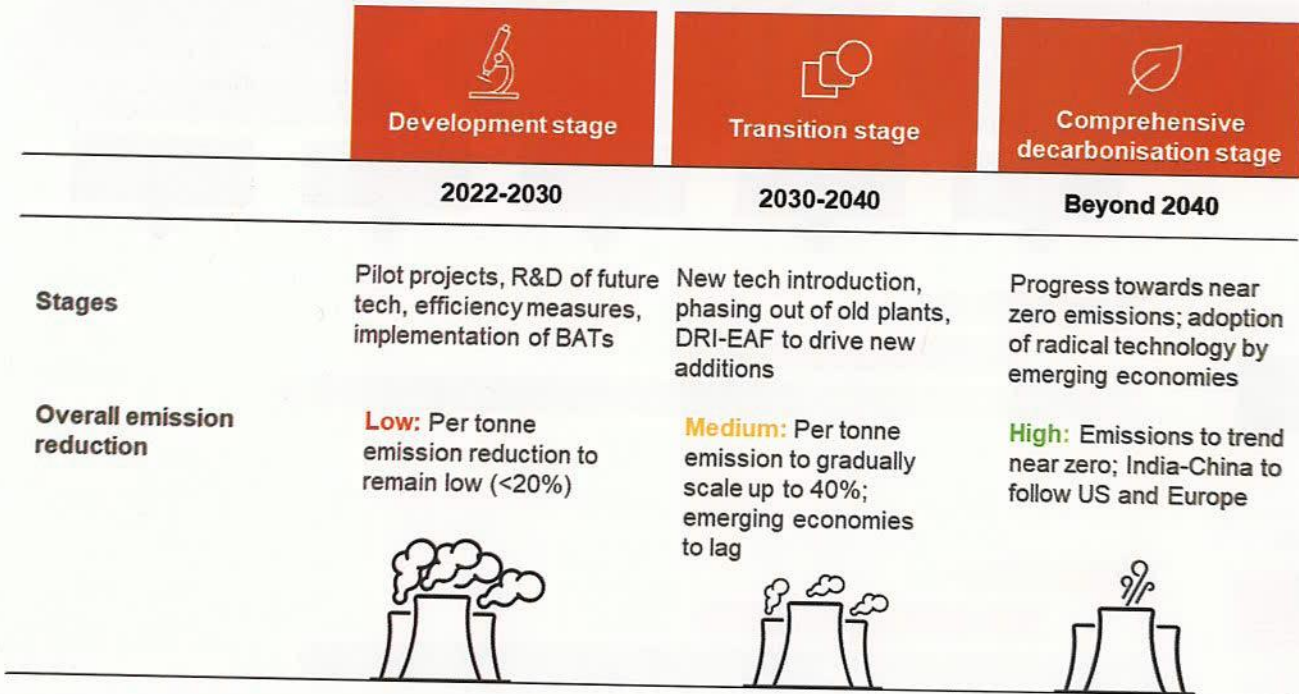 Development stage
Transition stage
Comprehensive
decarbonisation stage
2022-2030
2030-2040
Beyond 2040
Stages
Pilot projects, R&D of future
tech, efficiency measures,
implementation of BATs
New tech introduction,
phasing out of old plants,
DRI-EAF to drive new
additions
Progress towards near
zero emissions; adoption
of radical technology by
emerging economies
Overall emission
reduction
Low: Per tonne
emission reduction to
remain low (<20%)
Medium: Per tonne
emission to gradually
scale up to 40%;
emerging economies
to lag
High: Emissions to trend
near zero; India-China to
follow US and Europe